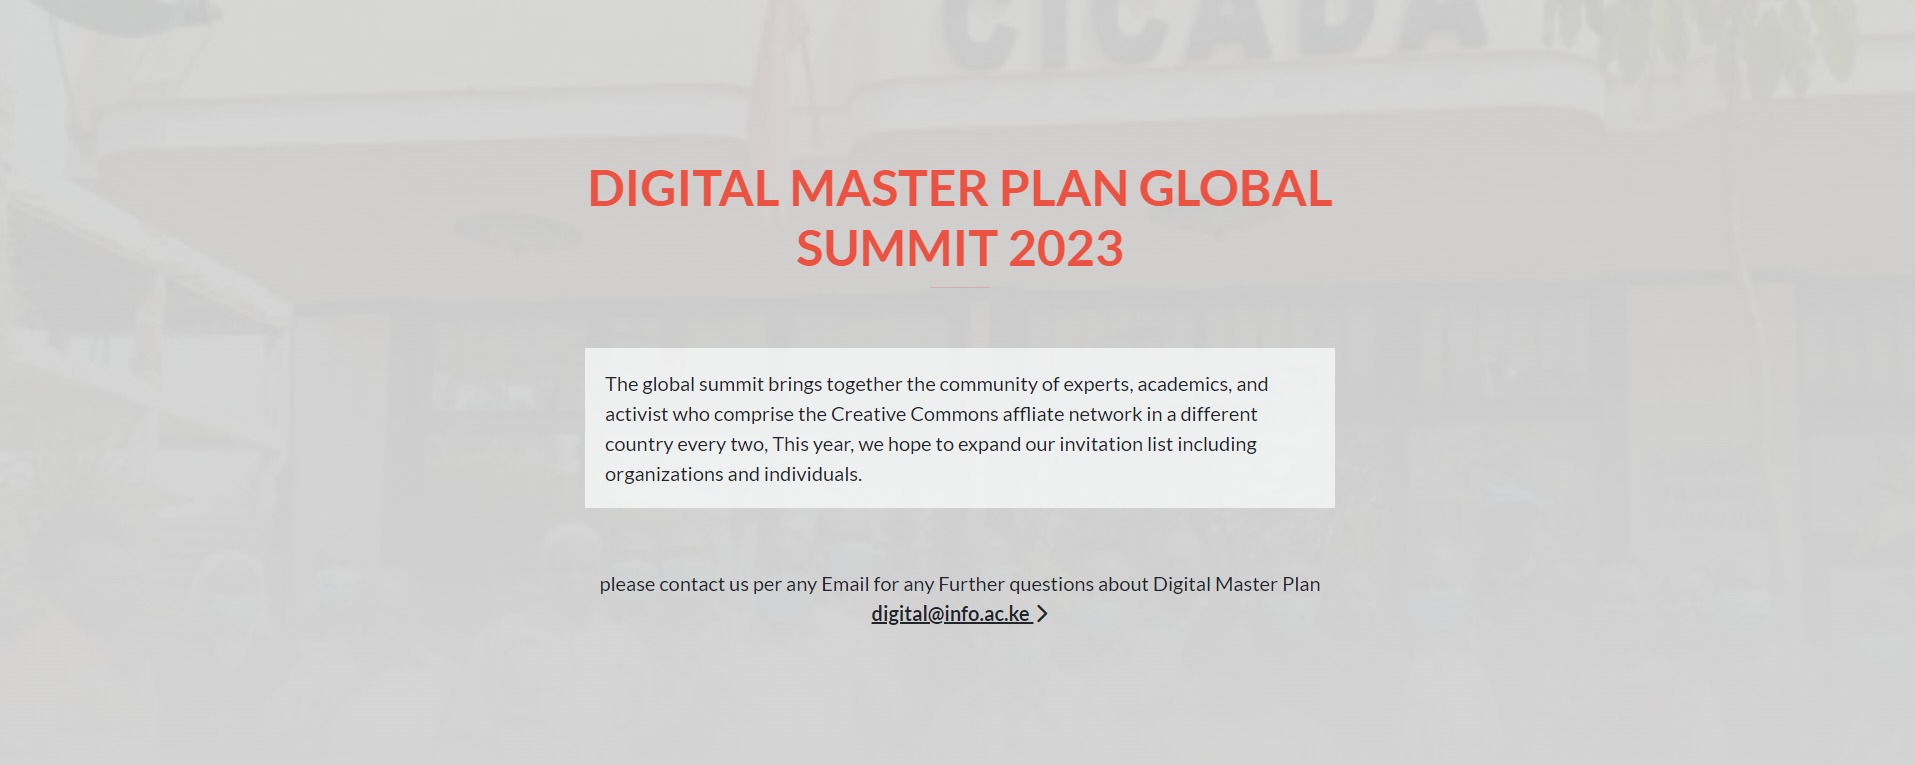 CICADA
DIGITAL MASTER PLAN GLOBAL
SUMMIT 2023
The global summit brings together the community of experts, academics, and
activist who comprise the Creative Commons affliate network in a different
country every two, This year, we hope to expand our invitation list including
organizations and individuals.
please contact us per any Email for any Further questions about Digital Master Plan
digital@info.ac.ke